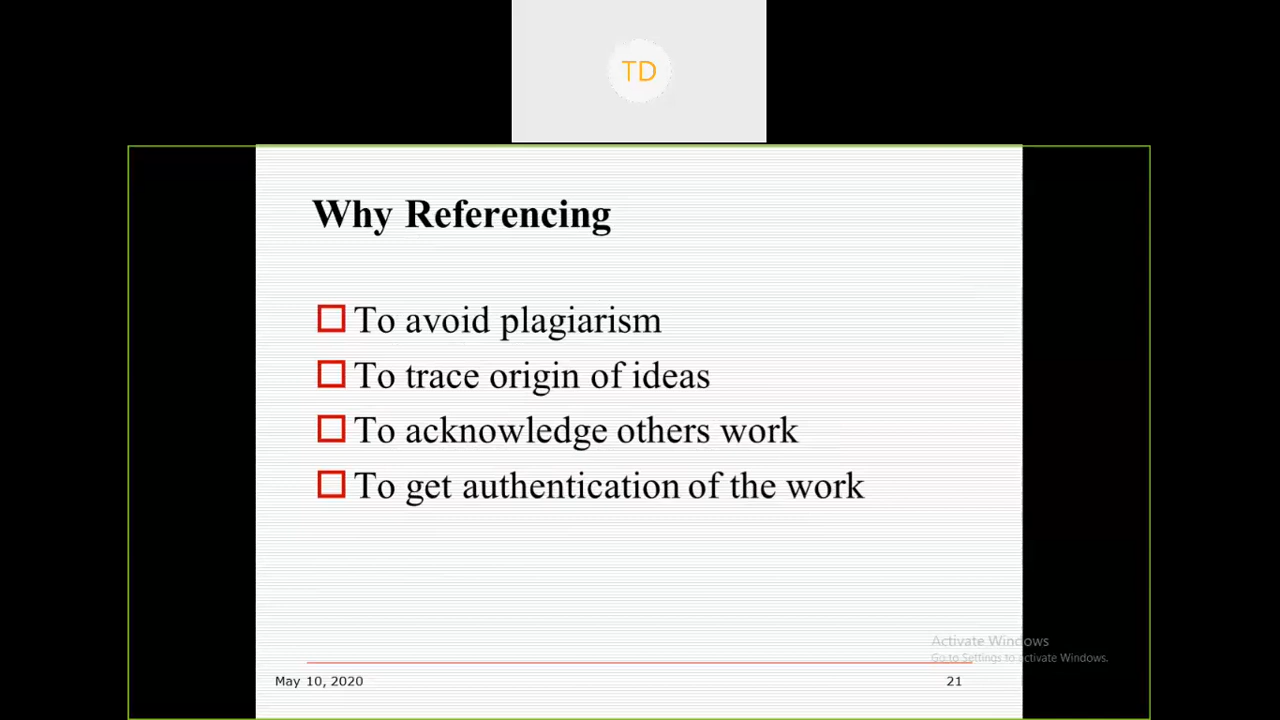 TD
Why Referencing
To avoid plagiarism
To trace origin of ideas
To acknowledge others work
To get authentication of the work
Activate Windows
Go to Settings to activate Windows.
May 10, 2020
21